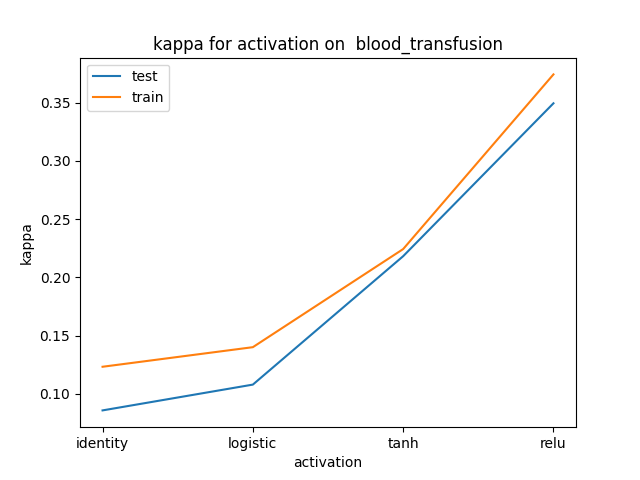 kappa for activation on  blood_transfusion
test
train
0.35
0.30
0.25
0.20
0.15
0.10
kappa
identity logistic tanh relu
activation